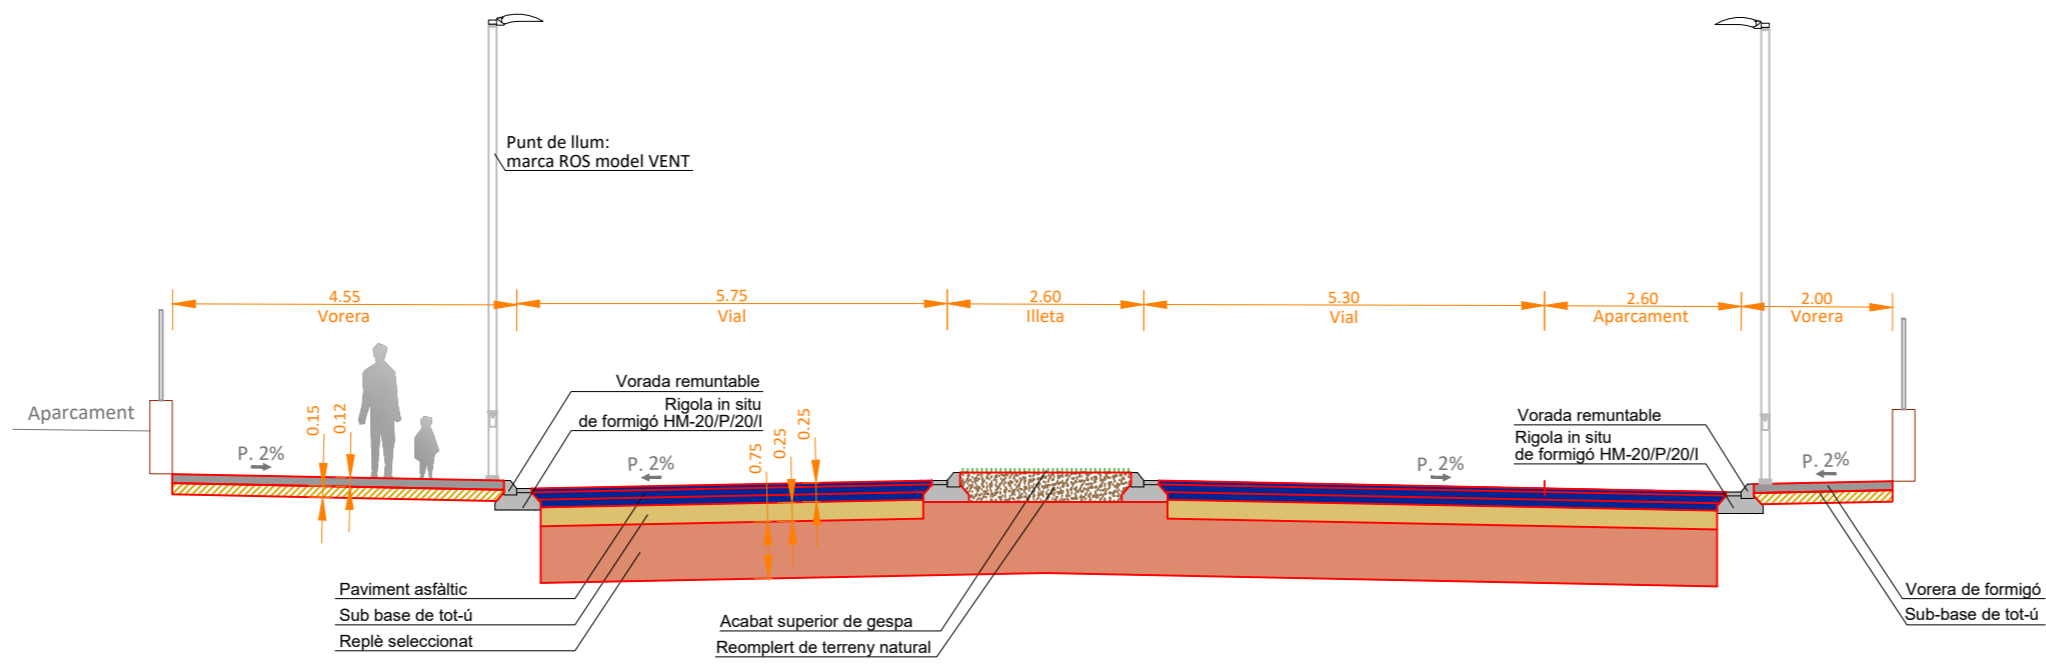 Punt de llum:
marca ROS model VENT
4.55
Vorera
5.75
Vial
2.60
Illeta
5.30
Vial
2.60
Aparcament
2.00
Vorera
Aparcament
P. 2%
0.15
0.12
Vorada remuntable
Rigola in situ
de formigó HM-20/P/20/I
P. 2%
0.75
0.25
0.25
P. 2%
Vorada remuntable
Rigola in situ
de formigó HM-20/P/20/I
P. 2%
Paviment asfàltic
Sub base de tot-ú
Replè seleccionat
Acabat superior de gespa
Reomplert de terreny natural
Vorera de formigó
Sub-base de tot-ú